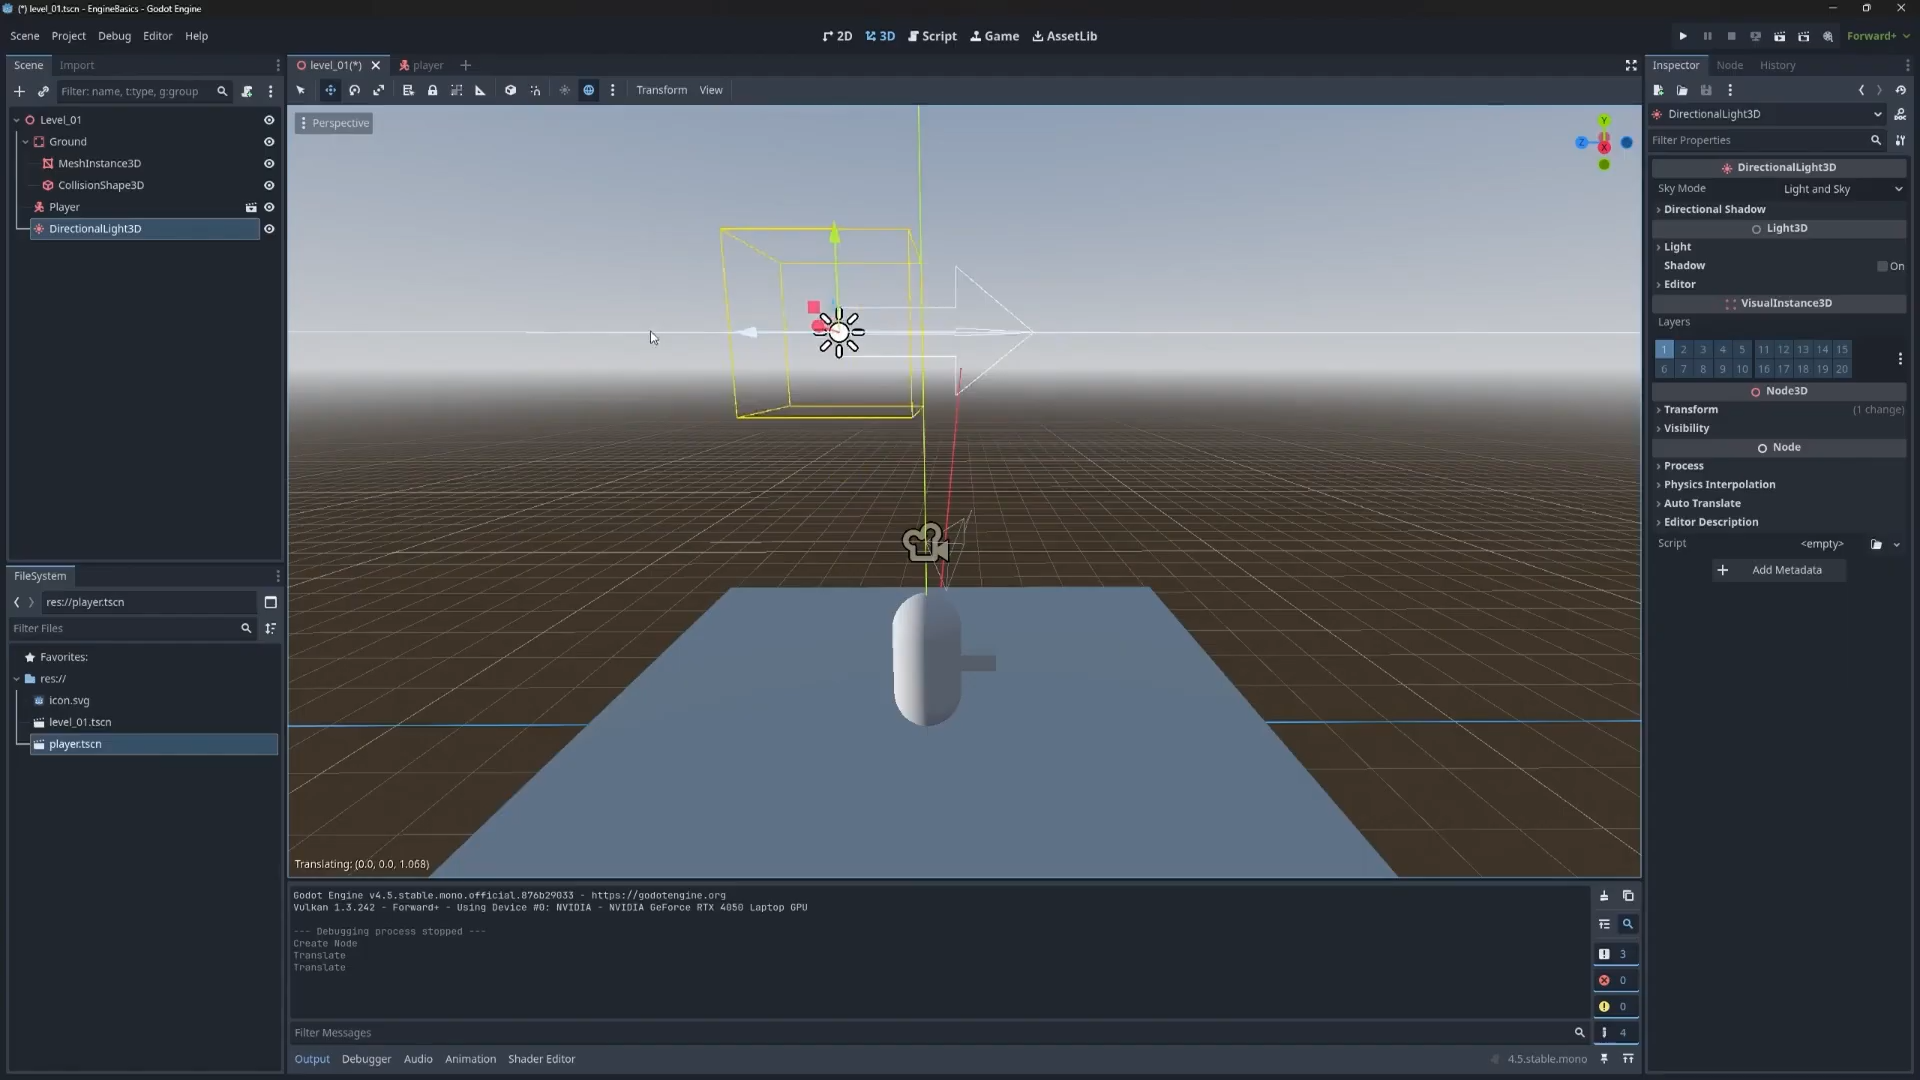 (*) level_01.tscn - EngineBasics - Godot Engine
Scene Project Debug Editor Help
2D 3D Script Game AssetLib
Forward+
Scene Import
level_01(*) player
Inspector Node History
Filter: name, t:type, g:group
Transform View
Level_01
Ground
MeshInstance3D
CollisionShape3D
Player
DirectionalLight3D
Perspective
Y
Z
X
DirectionalLight3D
Filter Properties
DirectionalLight3D
Sky Mode Light and Sky
Directional Shadow
Light3D
Light
Shadow On
Editor
VisualInstance3D
Layers
1 2 3 4 5 11 12 13 14 15
6 7 8 9 10 16 17 18 19 20
Node3D
Transform (1 change)
Visibility
Node
Process
Physics Interpolation
Auto Translate
Editor Description
Script <empty>
Add Metadata
FileSystem
res://player.tscn
Filter Files
Favorites:
res://
icon.svg
level_01.tscn
player.tscn
Translating: (0.0, 0.0, 1.068)
Godot Engine v4.5.stable.mono.official.876b29033 - https://godotengine.org
Vulkan 1.3.242 - Forward+ - Using Device #0: NVIDIA - NVIDIA GeForce RTX 4050 Laptop GPU
--- Debugging process stopped ---
Create Node
Translate
Translate
3
0
0
4
Filter Messages
Output Debugger Audio Animation Shader Editor
4.5.stable.mono